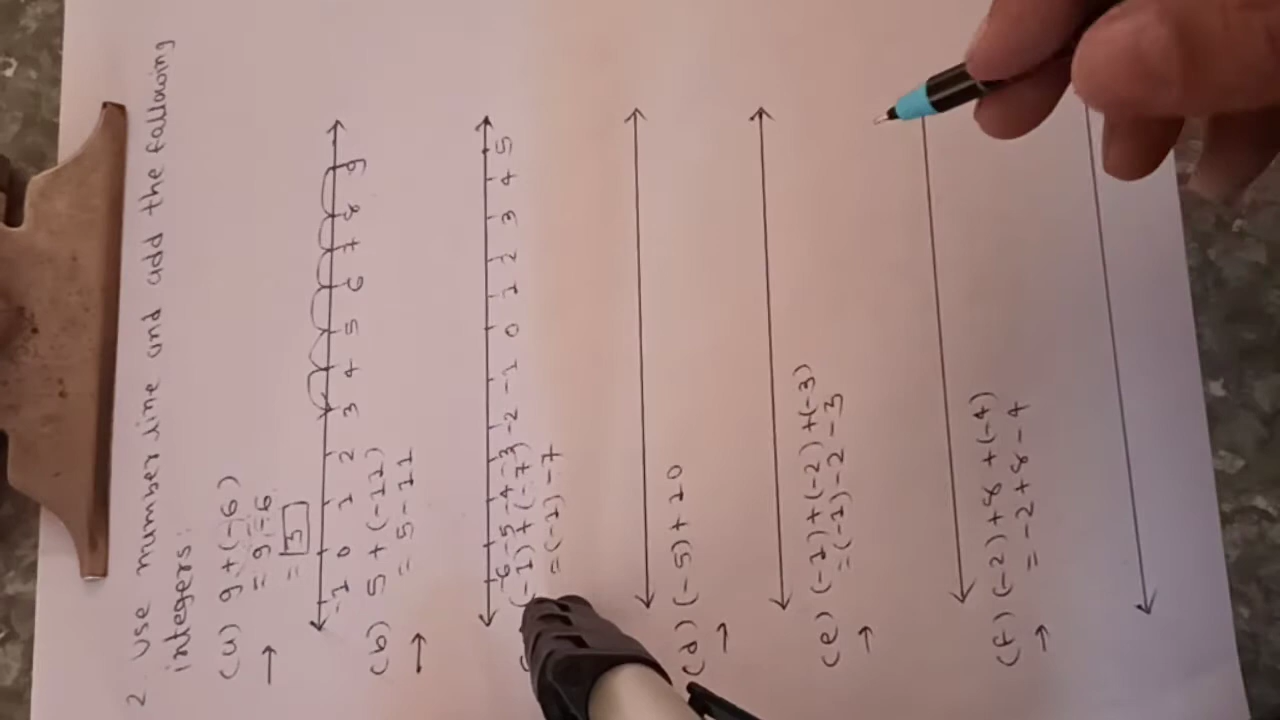 2. Use number line and add the following
integers:
(a) 9 + (-6)
→ = 9 - 6
= 3
-1 0 1 2 3 4 5 6 7 8 9
(b) 5 + (-11)
→ = 5 - 11
-6 -5 -4 -3 -2 -1 0 1 2 3 4 5
(-1) + (-7)
= (-1) - 7
(d) (-5) + 10
→
(e) (-1) + (-2) + (-3)
→ = (-1) - 2 - 3
(f) (-2) + 8 + (-4)
→ = -2 + 8 - 4